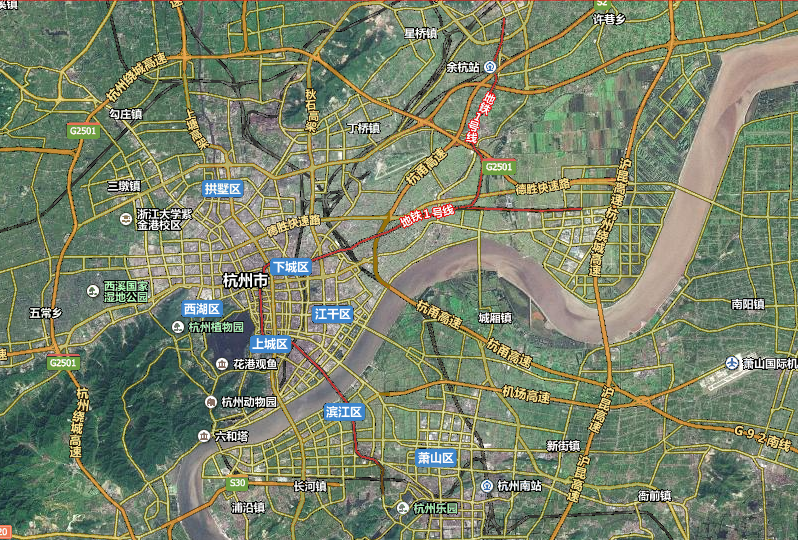 星桥镇
许巷乡
S2
余杭站
杭州绕城高速
秋石高架
地铁1号线
勾庄镇
上塘高架
丁桥镇
G2501
杭甬高速
G2501
沪昆高速
三墩镇
拱墅区
德胜快速路
浙江大学紫
金港校区
德胜快速路
地铁1号线
杭州绕城高速
下城区
杭州市
西溪国家
湿地公园
五常乡
西湖区
江干区
杭甬高速
城厢镇
南阳镇
杭州植物园
上城区
杭甬高速
G2501
花港观鱼
萧山国际机
杭州绕城高速
机场高速
沪昆高速
杭州动物园
滨江区
六和塔
G92南线
新街镇
萧山区
沪昆高速
S30
长河镇
杭州南站
衙前镇
浦沿镇
杭州乐园
20